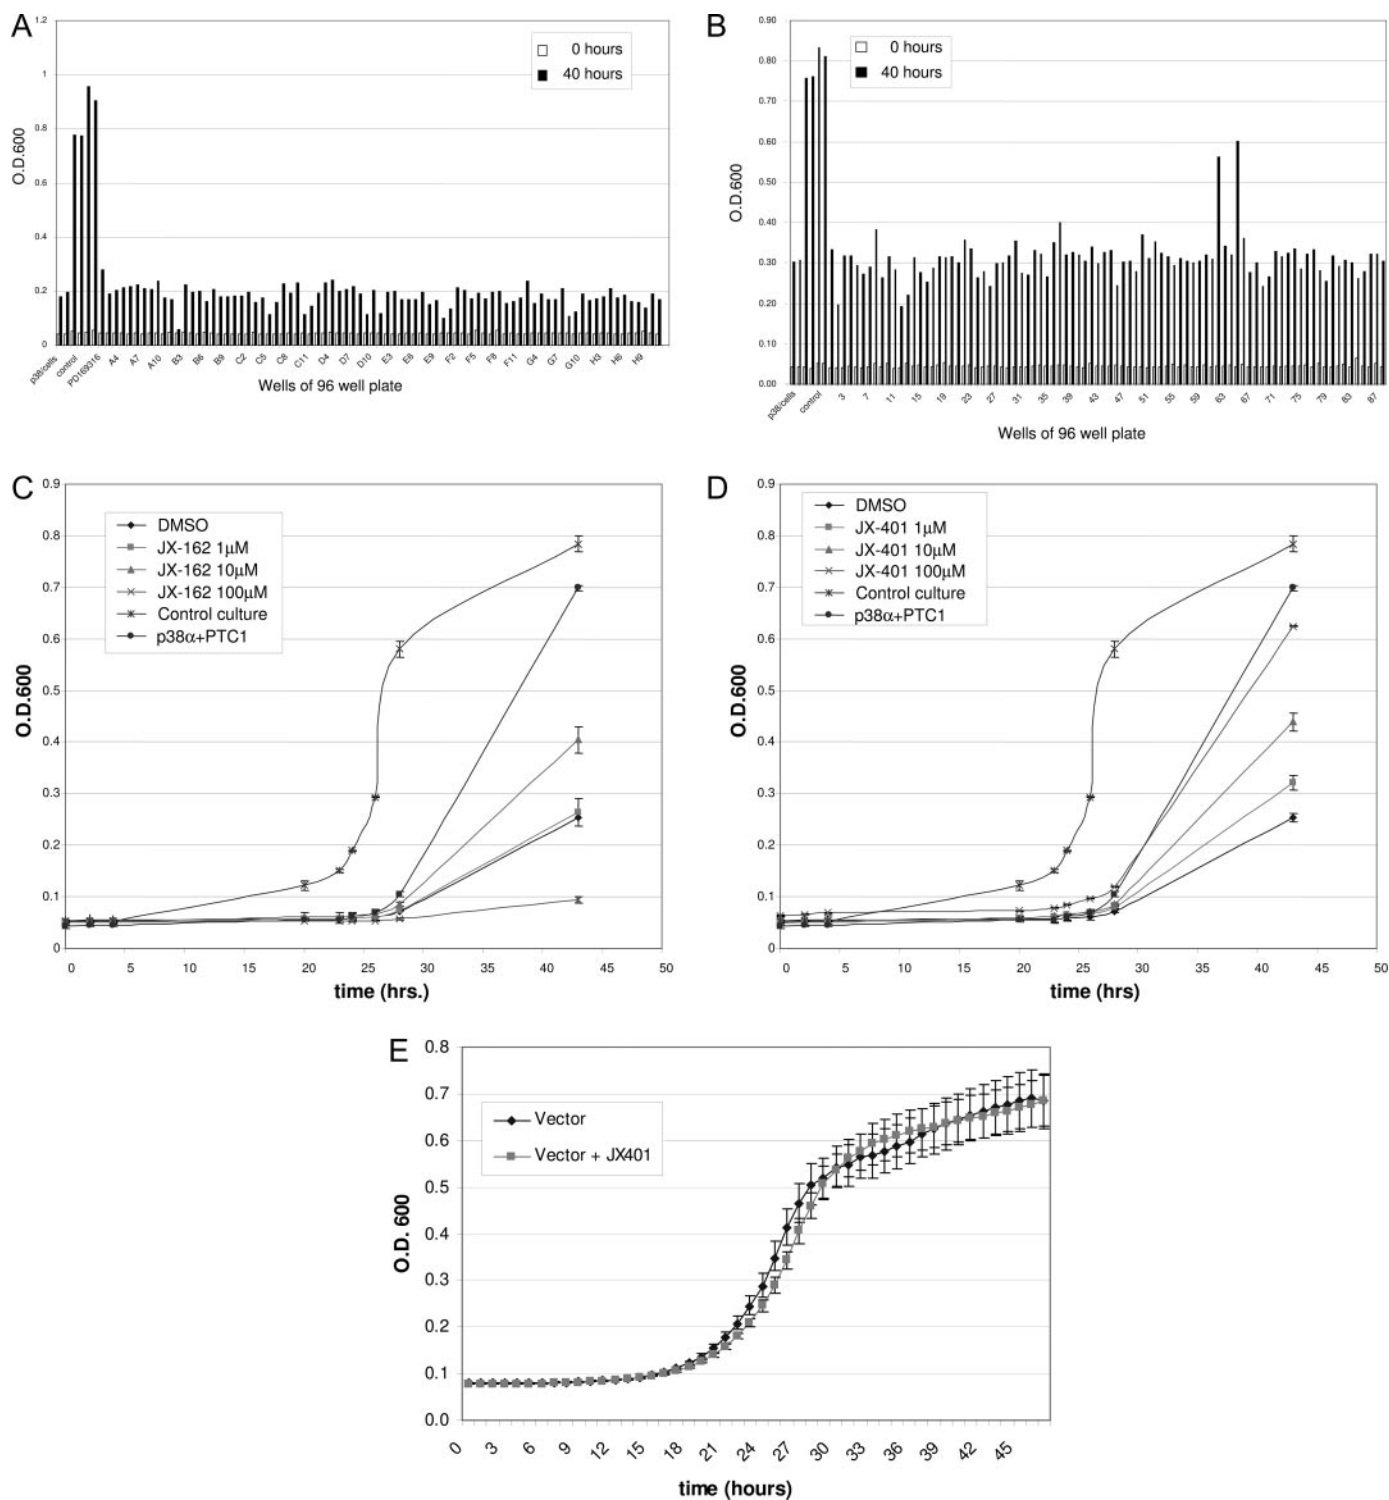 A
1.2
1
0.8
0.6
0.4
0.2
0
O.D.600
0 hours
40 hours
p38/cells
control
PD169316
A4
A7
A10
B3
B6
B9
C2
C5
C8
C11
D4
D7
D10
E3
E6
E9
F2
F5
F8
F11
G4
G7
G10
H3
H6
H9
Wells of 96 well plate
B
0.90
0.80
0.70
0.60
0.50
0.40
0.30
0.20
0.10
0.00
O.D.600
0 hours
40 hours
p38/cells
control
3
7
11
15
19
23
27
31
35
39
43
47
51
55
59
63
67
71
75
79
83
87
Wells of 96 well plate
C
0.9
0.8
0.7
0.6
0.5
0.4
0.3
0.2
0.1
0
O.D.600
DMSO
JX-162 1µM
JX-162 10µM
JX-162 100µM
Control culture
p38α+PTC1
0 5 10 15 20 25 30 35 40 45 50
time (hrs.)
D
0.9
0.8
0.7
0.6
0.5
0.4
0.3
0.2
0.1
0
O.D.600
DMSO
JX-401 1µM
JX-401 10µM
JX-401 100µM
Control culture
p38α+PTC1
0 5 10 15 20 25 30 35 40 45 50
time (hrs)
E
0.8
0.7
0.6
0.5
0.4
0.3
0.2
0.1
0.0
O.D. 600
Vector
Vector + JX401
0 3 6 9 12 15 18 21 24 27 30 33 36 39 42 45
time (hours)